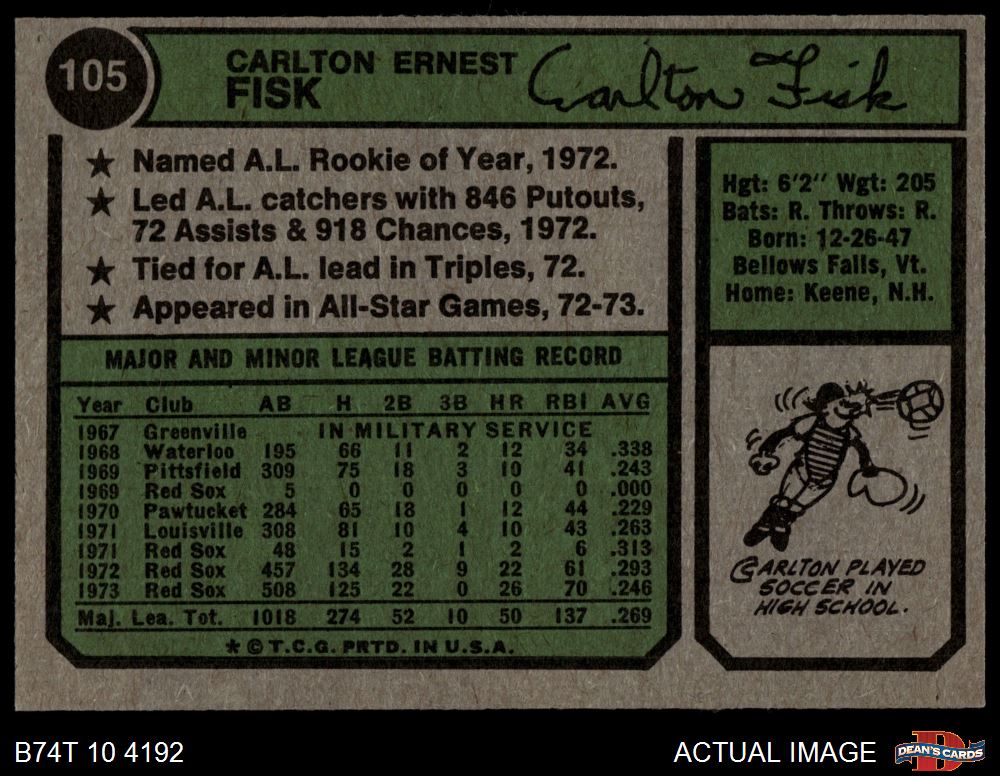 105
CARLTON ERNEST
FISK
Carlton Fisk
★ Named A.L. Rookie of Year, 1972.
★ Led A.L. catchers with 846 Putouts,
72 Assists & 918 Chances, 1972.
★ Tied for A.L. lead in Triples, 72.
★ Appeared in All-Star Games, 72-73.
Hgt: 6'2" Wgt: 205
Bats: R. Throws: R.
Born: 12-26-47
Bellows Falls, Vt.
Home: Keene, N.H.
MAJOR AND MINOR LEAGUE BATTING RECORD
Year Club AB H 2B 3B HR RBI AVG
1967 Greenville IN MILITARY SERVICE
1968 Waterloo 195 66 11 2 12 34 .338
1969 Pittsfield 309 75 18 3 10 41 .243
1969 Red Sox 5 0 0 0 0 0 .000
1970 Pawtucket 284 65 18 1 12 44 .229
1971 Louisville 308 81 10 4 10 43 .263
1971 Red Sox 48 15 2 1 2 6 .313
1972 Red Sox 457 134 28 9 22 61 .293
1973 Red Sox 508 125 22 0 26 70 .246
Maj. Lea. Tot. 1018 274 52 10 50 137 .269
* © T.C.G. PRTD. IN U.S.A.
CARLTON PLAYED
SOCCER IN
HIGH SCHOOL.
B74T 10 4192
ACTUAL IMAGE
DEAN'S CARDS